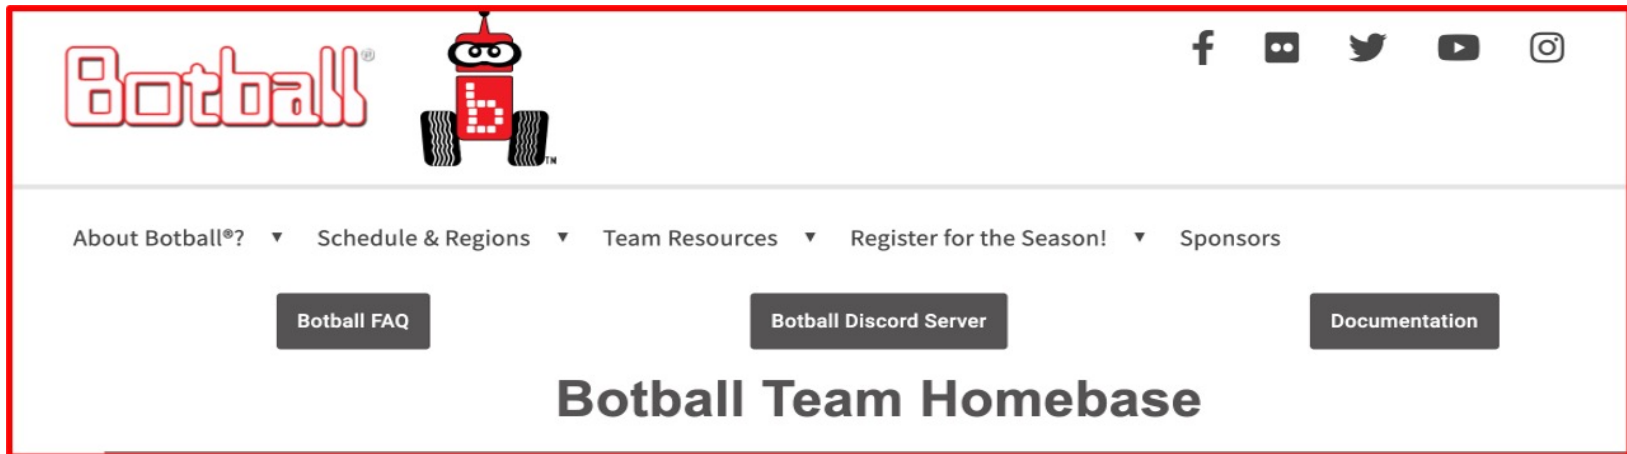 Botball®
b
TM
About Botball®? ▼ Schedule & Regions ▼ Team Resources ▼ Register for the Season! ▼ Sponsors
Botball FAQ Botball Discord Server Documentation
Botball Team Homebase